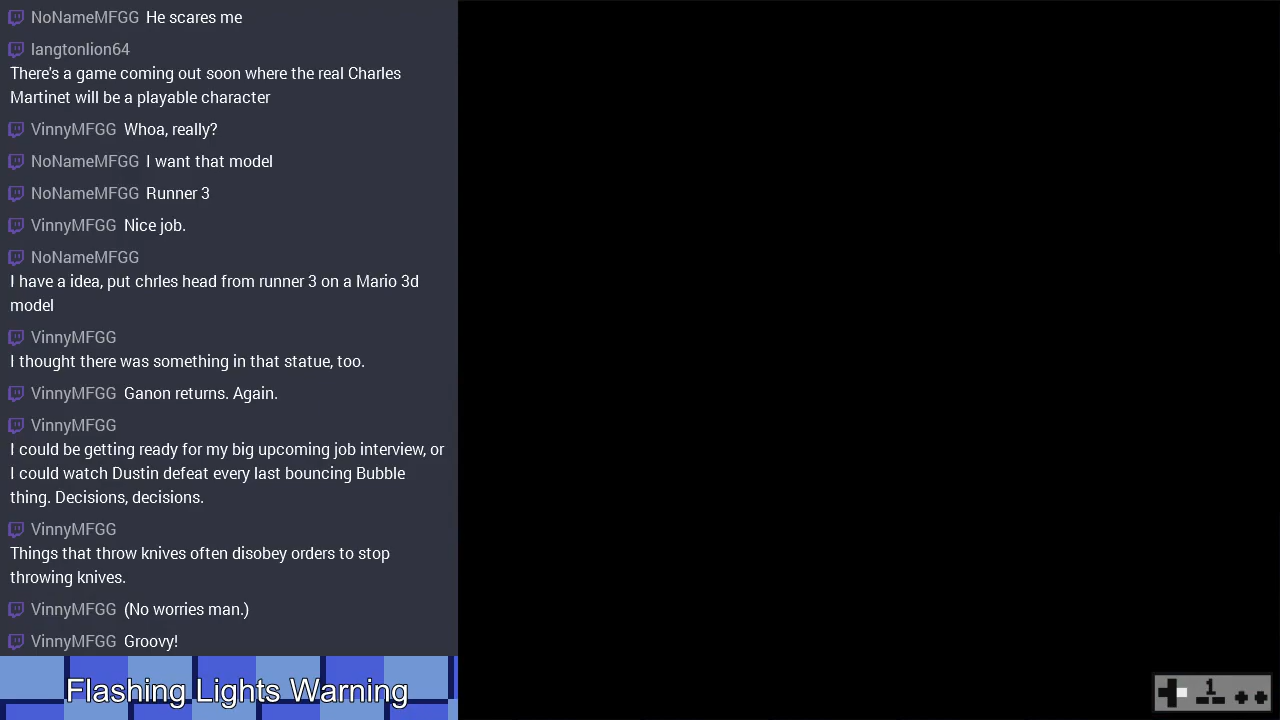 NoNameMFGG He scares me
langtonlion64
There's a game coming out soon where the real Charles
Martinet will be a playable character
VinnyMFGG Whoa, really?
NoNameMFGG I want that model
NoNameMFGG Runner 3
VinnyMFGG Nice job.
NoNameMFGG
I have a idea, put chrles head from runner 3 on a Mario 3d
model
VinnyMFGG
I thought there was something in that statue, too.
VinnyMFGG Ganon returns. Again.
VinnyMFGG
I could be getting ready for my big upcoming job interview, or
I could watch Dustin defeat every last bouncing Bubble
thing. Decisions, decisions.
VinnyMFGG
Things that throw knives often disobey orders to stop
throwing knives.
VinnyMFGG (No worries man.)
VinnyMFGG Groovy!
Flashing Lights Warning
1